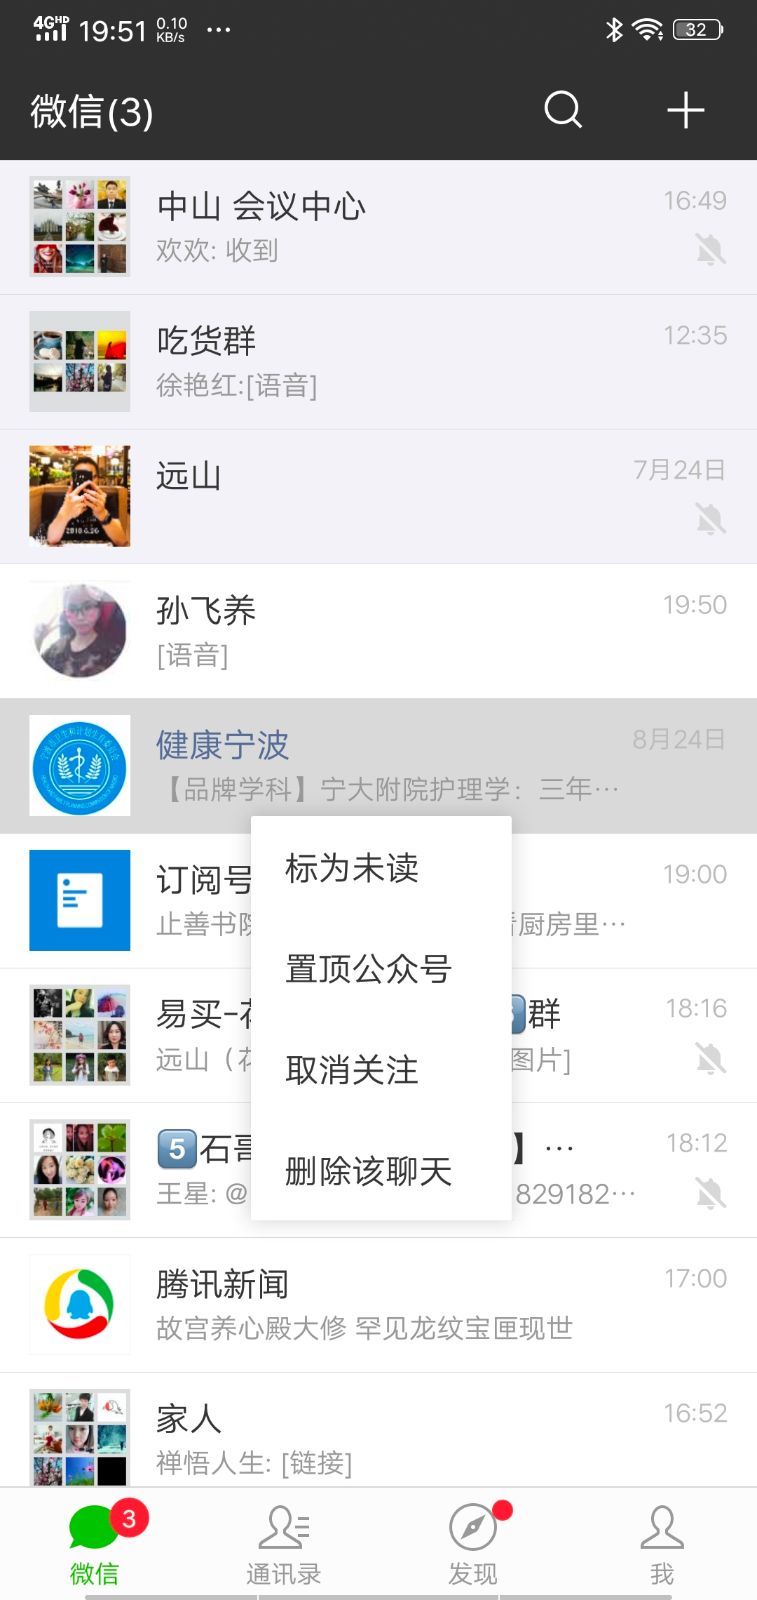 4GHD 19:51 0.10 KB/s ··· 32
微信(3)
中山 会议中心 16:49
欢欢: 收到
吃货群 12:35
徐艳红:[语音]
远山 7月24日
孙飞养 19:50
[语音]
健康宁波 8月24日
【品牌学科】宁大附院护理学：三年···
标为未读
订阅号 19:00
止善书院 看厨房里···
置顶公众号
易买-花 群 18:16
远山（花 图片]
取消关注
5石哥 】··· 18:12
王星: @ 829182···
删除该聊天
腾讯新闻 17:00
故宫养心殿大修 罕见龙纹宝匣现世
家人 16:52
禅悟人生: [链接]
3
微信 通讯录 发现 我